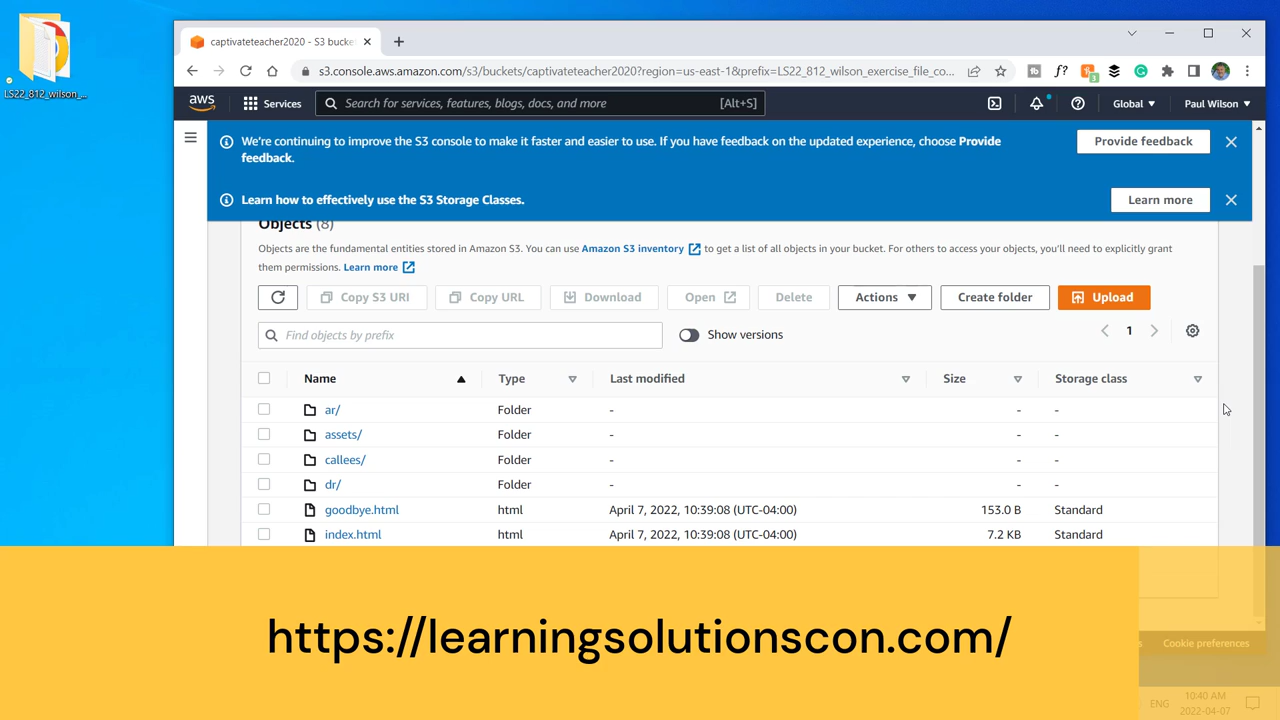 captivateteacher2020 - S3 bucke
s3.console.aws.amazon.com/s3/buckets/captivateteacher2020?region=us-east-1&prefix=LS22_812_wilson_exercise_file_co...
f?
3
LS22_812_wilson_...
aws
Services
Search for services, features, blogs, docs, and more
[Alt+S]
Global
Paul Wilson
We're continuing to improve the S3 console to make it faster and easier to use. If you have feedback on the updated experience, choose Provide
feedback.
Provide feedback
Learn how to effectively use the S3 Storage Classes.
Learn more
Objects (8)
Objects are the fundamental entities stored in Amazon S3. You can use Amazon S3 inventory to get a list of all objects in your bucket. For others to access your objects, you'll need to explicitly grant
them permissions. Learn more
Copy S3 URI
Copy URL
Download
Open
Delete
Actions
Create folder
Upload
Find objects by prefix
Show versions
1
Name Type Last modified Size Storage class
ar/ Folder - - -
assets/ Folder - - -
callees/ Folder - - -
dr/ Folder - - -
goodbye.html html April 7, 2022, 10:39:08 (UTC-04:00) 153.0 B Standard
index.html html April 7, 2022, 10:39:08 (UTC-04:00) 7.2 KB Standard
https://learningsolutionscon.com/
Cookie preferences
ENG
10:40 AM
2022-04-07